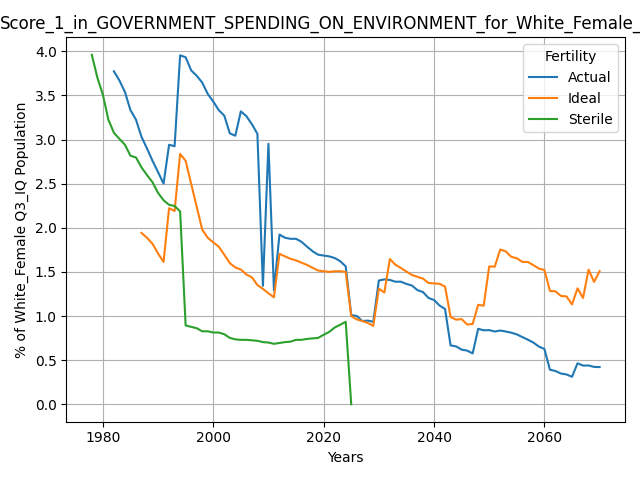 Score_1_in_GOVERNMENT_SPENDING_ON_ENVIRONMENT_for_White_Female_
Fertility
Actual
Ideal
Sterile
% of White_Female Q3_IQ Population
4.0
3.5
3.0
2.5
2.0
1.5
1.0
0.5
0.0
1980 2000 2020 2040 2060
Years